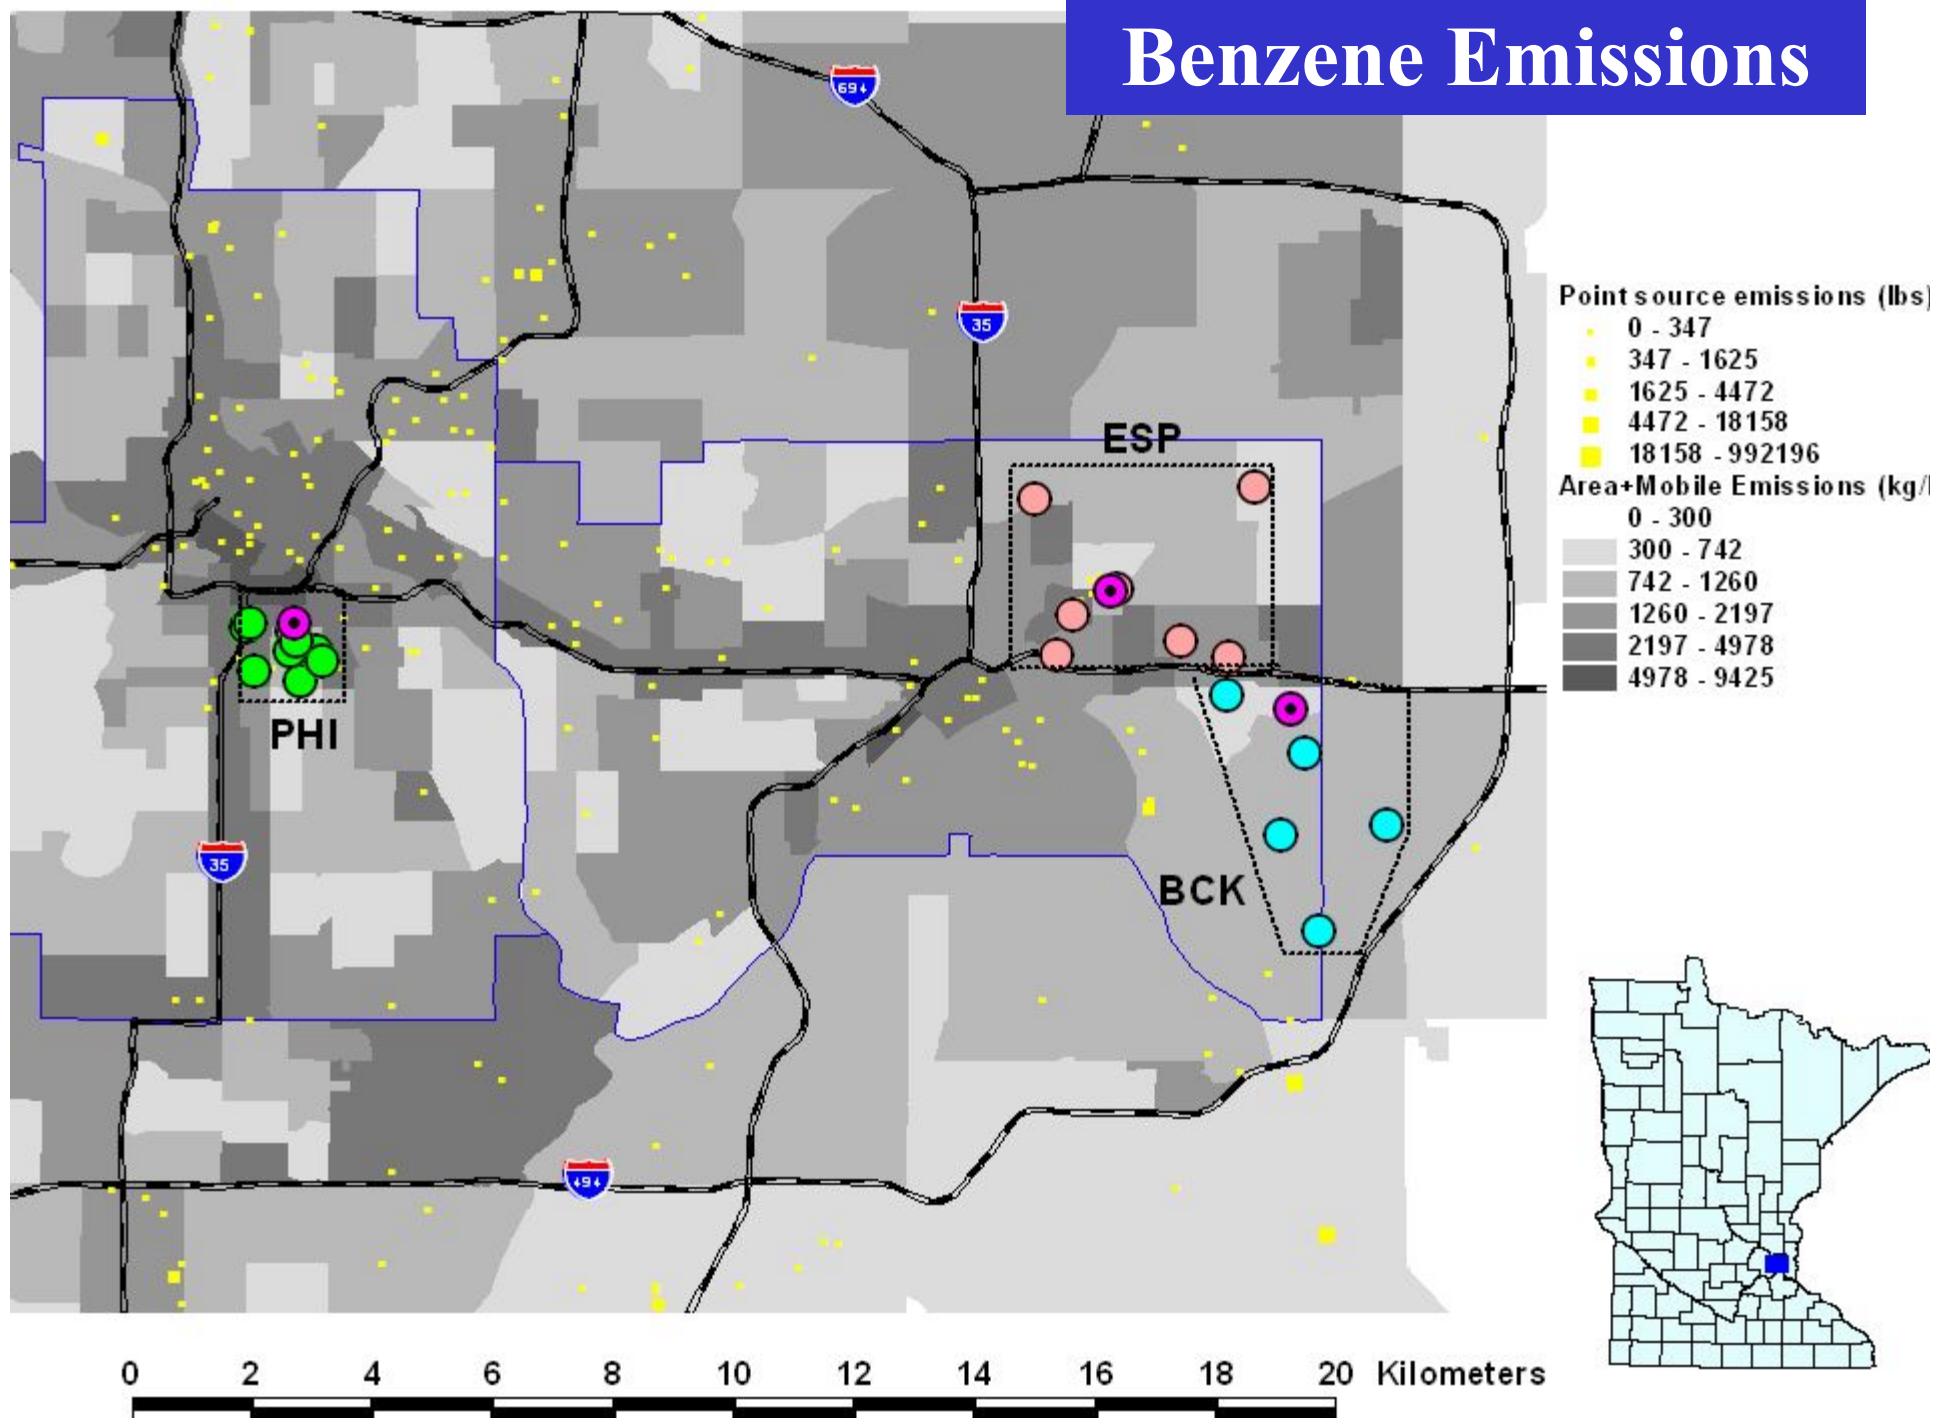 Benzene Emissions
694
35
ESP
Point source emissions (lbs)
0 - 347
347 - 1625
1625 - 4472
4472 - 18158
18158 - 992196
Area+Mobile Emissions (kg/
0 - 300
300 - 742
742 - 1260
1260 - 2197
2197 - 4978
4978 - 9425
PHI
35
BCK
494
0 2 4 6 8 10 12 14 16 18 20 Kilometers